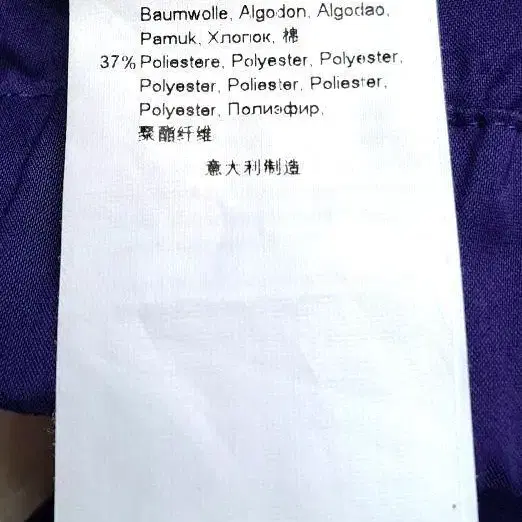 Baumwolle, Algodon, Algodao,
Pamuk, Хлопок, 棉
37% Poliestere, Polyester, Polyester,
Polyester, Poliester, Poliester,
Polyester, Полиэфир,
聚酯纤维
意大利制造